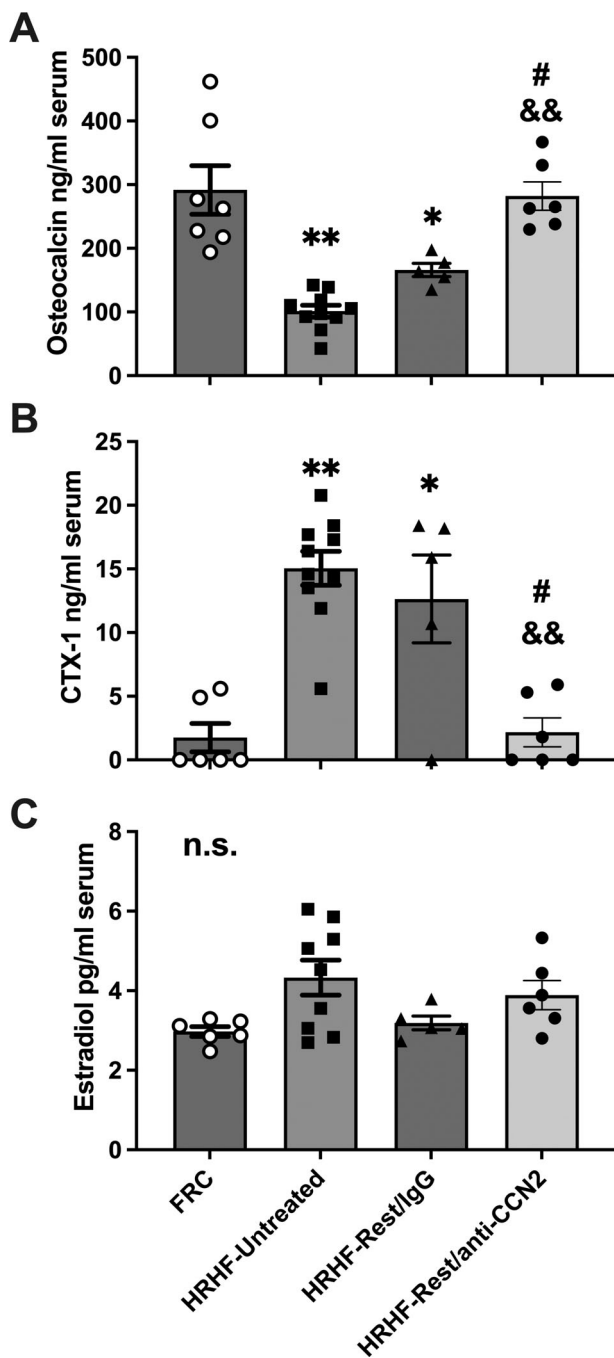 A
Osteocalcin ng/ml serum
500
400
300
200
100
0
**
*
#
&&
B
CTX-1 ng/ml serum
25
20
15
10
5
0
**
*
#
&&
C
Estradiol pg/ml serum
8
6
4
2
0
n.s.
FRC
HRHF-Untreated
HRHF-Rest/IgG
HRHF-Rest/anti-CCN2